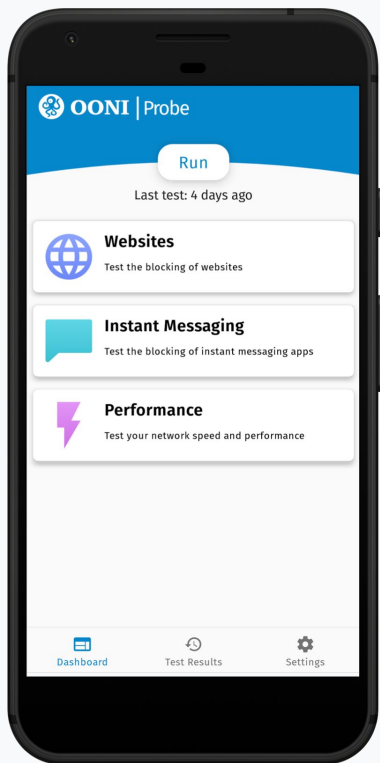 OONI | Probe
Run
Last test: 4 days ago
Websites
Test the blocking of websites
Instant Messaging
Test the blocking of instant messaging apps
Performance
Test your network speed and performance
Dashboard
Test Results
Settings